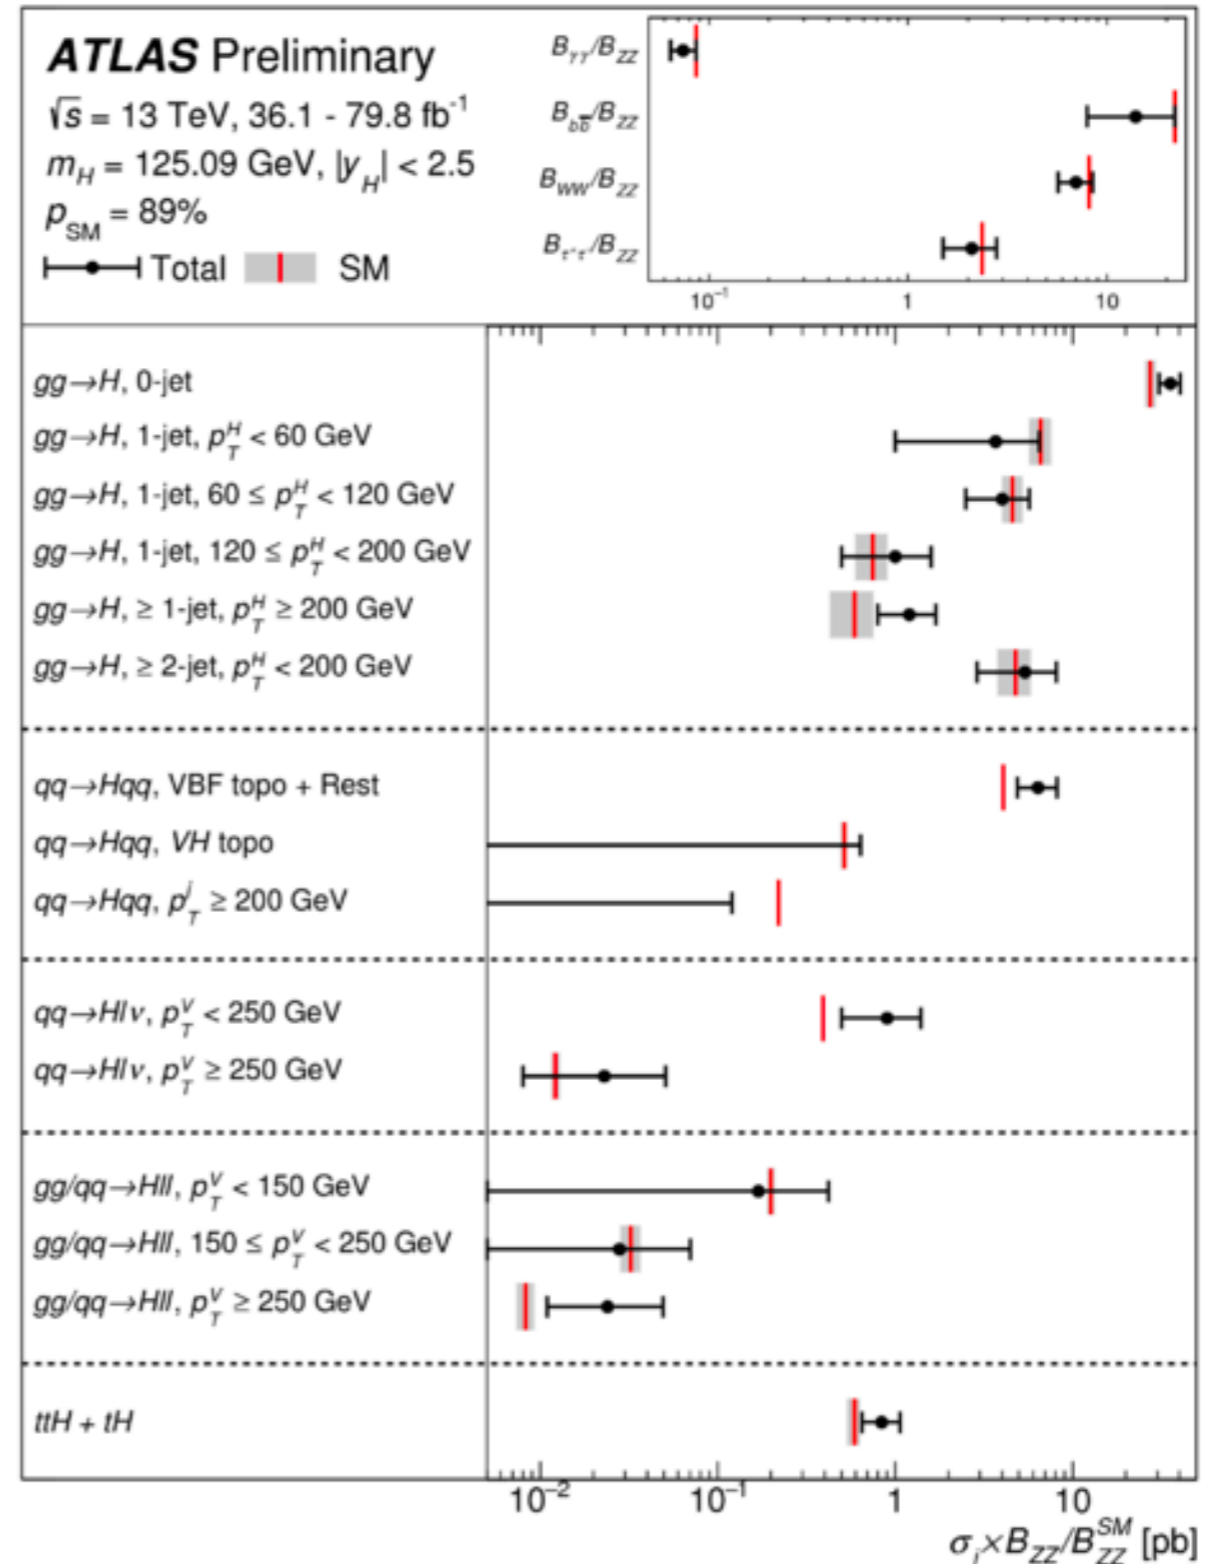 ATLAS Preliminary
√s = 13 TeV, 36.1 - 79.8 fb⁻¹
m_H = 125.09 GeV, |y_H| < 2.5
p_SM = 89%
Total SM
B_γγ/B_ZZ
B_bb̅/B_ZZ
B_WW/B_ZZ
B_τ⁺τ⁻/B_ZZ
10⁻¹ 1 10
gg→H, 0-jet
gg→H, 1-jet, p_T^H < 60 GeV
gg→H, 1-jet, 60 ≤ p_T^H < 120 GeV
gg→H, 1-jet, 120 ≤ p_T^H < 200 GeV
gg→H, ≥ 1-jet, p_T^H ≥ 200 GeV
gg→H, ≥ 2-jet, p_T^H < 200 GeV
qq→Hqq, VBF topo + Rest
qq→Hqq, VH topo
qq→Hqq, p_T^j ≥ 200 GeV
qq→Hlν, p_T^V < 250 GeV
qq→Hlν, p_T^V ≥ 250 GeV
gg/qq→Hll, p_T^V < 150 GeV
gg/qq→Hll, 150 ≤ p_T^V < 250 GeV
gg/qq→Hll, p_T^V ≥ 250 GeV
ttH + tH
10⁻² 10⁻¹ 1 10
σ_i×B_ZZ/B_ZZ^SM [pb]